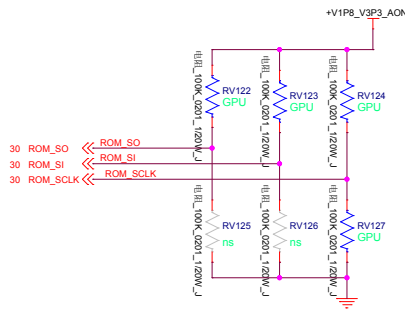 +V1P8_V3P3_AON
电阻_100K_0201_1/20W_J
RV122
GPU
电阻_100K_0201_1/20W_J
RV123
GPU
电阻_100K_0201_1/20W_J
RV124
GPU
30 ROM_SO ROM_SO
30 ROM_SI ROM_SI
30 ROM_SCLK ROM_SCLK
电阻_100K_0201_1/20W_J
RV125
ns
电阻_100K_0201_1/20W_J
RV126
ns
电阻_100K_0201_1/20W_J
RV127
GPU